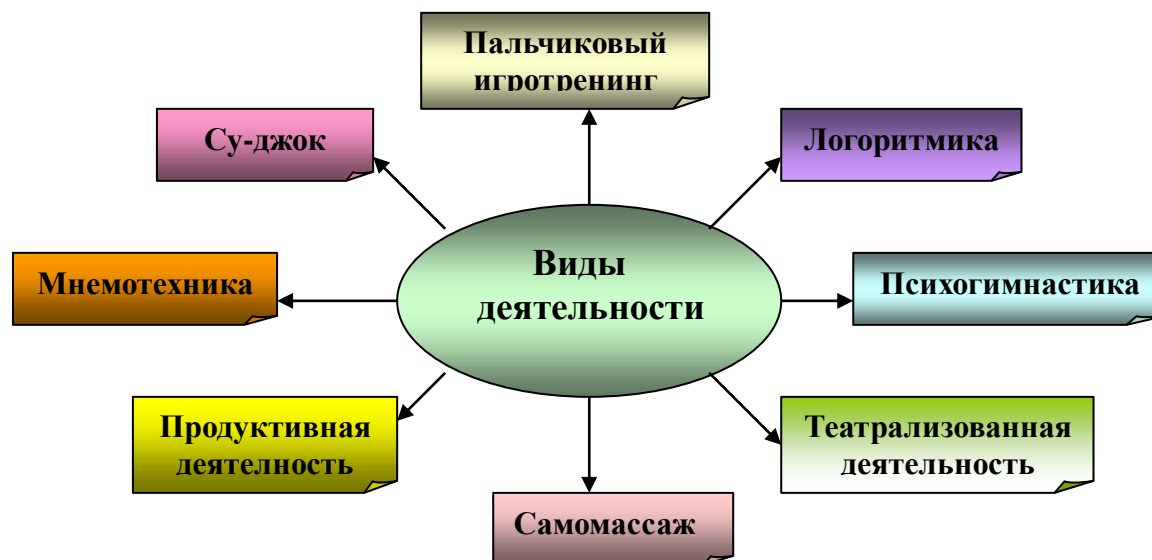 Пальчиковый
игротренинг
Су-джок
Логоритмика
Виды
деятельности
Мнемотехника
Психогимнастика
Продуктивная
деятелность
Театрализованная
деятельность
Самомассаж